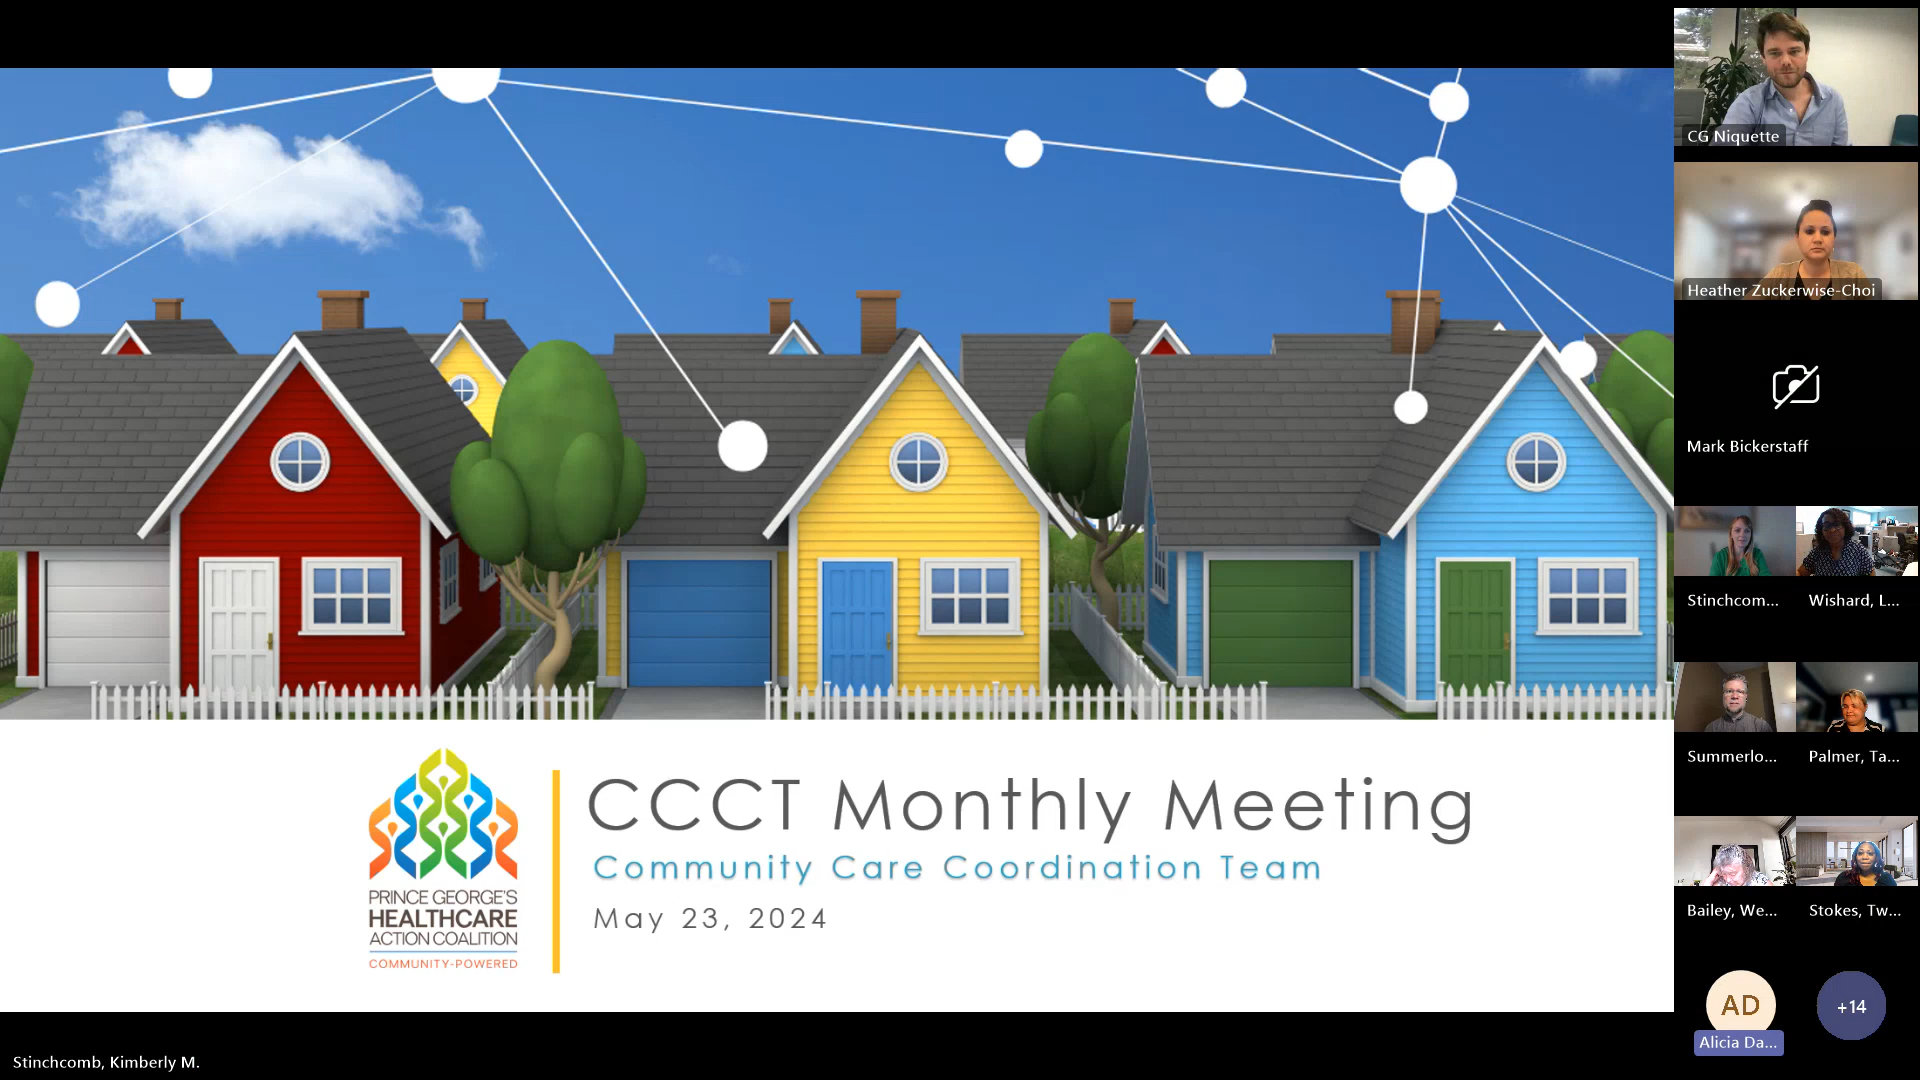 CCCT Monthly Meeting
Community Care Coordination Team
May 23, 2024
PRINCE GEORGE'S
HEALTHCARE
ACTION COALITION
COMMUNITY-POWERED
Stinchcomb, Kimberly M.
CG Niquette
Heather Zuckerwise-Choi
Mark Bickerstaff
Stinchcom...
Wishard, L...
Summerlo...
Palmer, Ta...
Bailey, We...
Stokes, Tw...
AD
+14
Alicia Da...